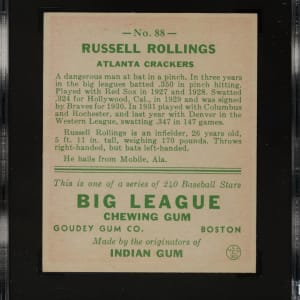 — No. 88 —
RUSSELL ROLLINGS
ATLANTA CRACKERS
A dangerous man at bat in a pinch. In three years
in the big leagues batted .350 in pinch hitting.
Played with Red Sox in 1927 and 1928. Swatted
.324 for Hollywood, Cal., in 1929 and was signed
by Braves for 1930. In 1931 played with Columbus
and Rochester, and last year with Denver in the
Western League, swatting .347 in 147 games.
Russell Rollings is an infielder, 26 years old,
5 ft. 11 in. tall, weighing 170 pounds. Throws
right-handed, but bats left-handed.
He hails from Mobile, Ala.
This is one of a series of 240 Baseball Stars
BIG LEAGUE
CHEWING GUM
GOUDEY GUM CO. BOSTON
Made by the originators of
INDIAN GUM